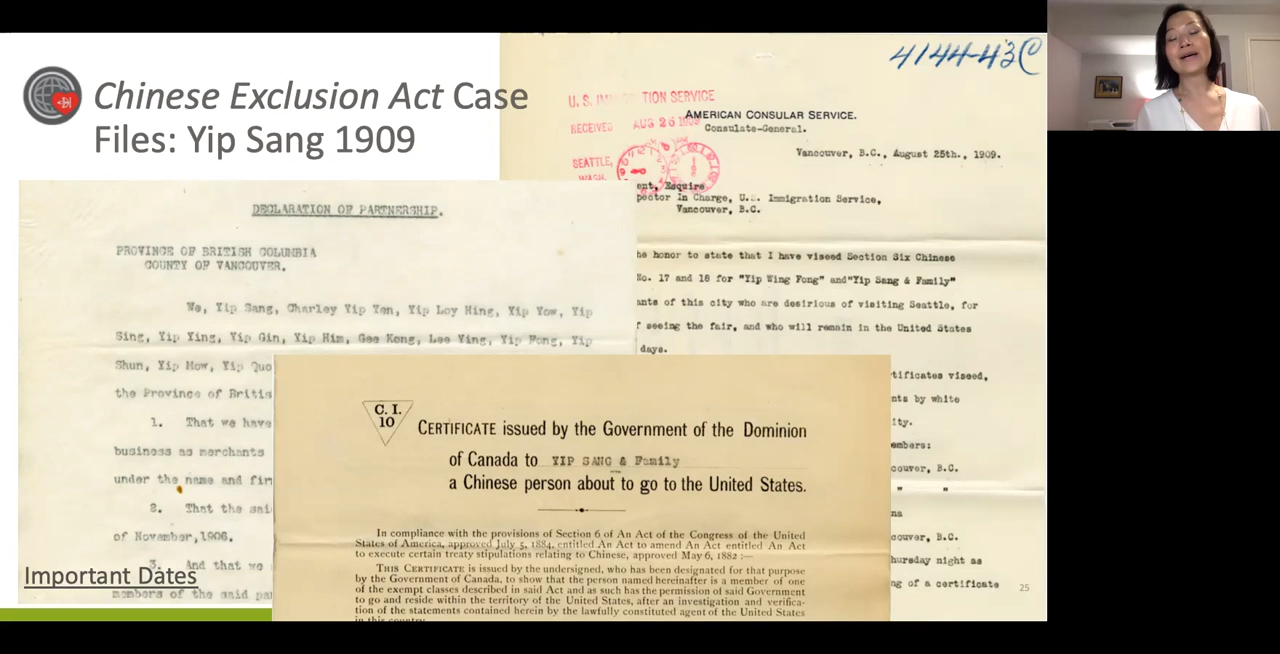 Chinese Exclusion Act Case
Files: Yip Sang 1909
4144-43C
U. S. IMMIGRATION SERVICE
RECEIVED AUG 26 1909
SEATTLE,
WASH.
AMERICAN CONSULAR SERVICE.
Consulate-General.
Vancouver, B.C., August 25th., 1909.
ent, Esquire
pector In Charge, U.S. Immigration Service,
Vancouver, B.C.
he honor to state that I have viseed Section Six Chinese
No. 17 and 18 for "Yip Wing Fong" and "Yip Sang & Family"
ants of this city who are desirious of visiting Seattle, for
f seeing the fair, and who will remain in the United States
days.
tificates viseed,
nts by white
ity.
embers:
couver, B.C.
" "
ns
couver, B.C.
hursday night as
ng of a certificate
DECLARATION OF PARTNERSHIP.
PROVINCE OF BRITISH COLUMBIA
COUNTY OF VANCOUVER.
We, Yip Sang, Charley Yip Yen, Yip Loy Hing, Yip Yow, Yip
Sing, Yip Ying, Yip Gin, Yip Him, Gee Kong, Lee Ying, Yip Fong, Yip
Shun, Yip Mow, Yip Quo
the Province of Britis
1. That we have
business as merchants
under the name and fir
2. That the sai
of November, 1906.
3. And that we
members of the said pa
C. I.
10
CERTIFICATE issued by the Government of the Dominion
of Canada to YIP SANG & Family
a Chinese person about to go to the United States.
In compliance with the provisions of Section 6 of An Act of the Congress of the United
States of America, approved July 5, 1884, entitled An Act to amend An Act entitled An Act
to execute certain treaty stipulations relating to Chinese, approved May 6, 1882 :—
THIS CERTIFICATE is issued by the undersigned, who has been designated for that purpose
by the Government of Canada, to show that the person named hereinafter is a member of one
of the exempt classes described in said Act and as such has the permission of said Government
to go and reside within the territory of the United States, after an investigation and verifica-
tion of the statements contained herein by the lawfully constituted agent of the United States
in this country.
Important Dates
25